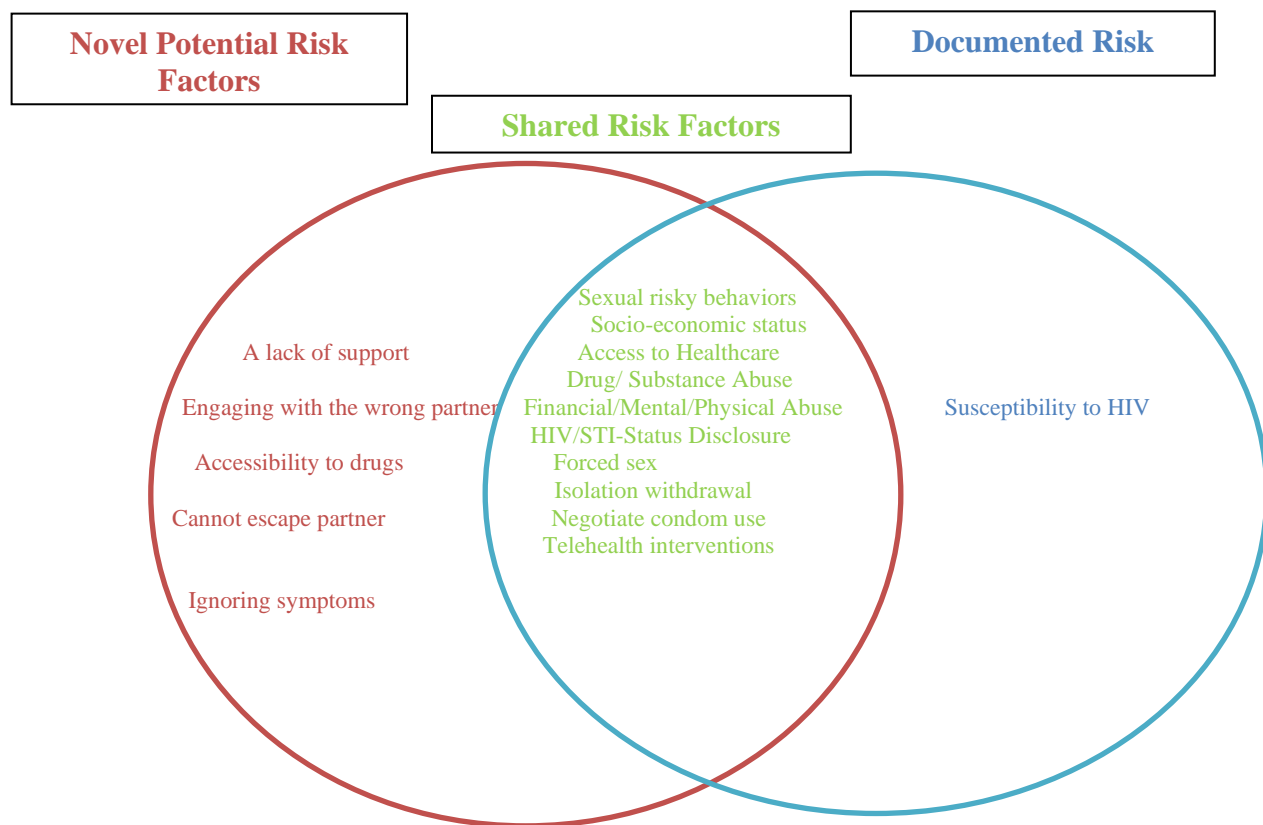 Novel Potential Risk
Factors
Documented Risk
Shared Risk Factors
A lack of support
Engaging with the wrong partner
Accessibility to drugs
Cannot escape partner
Ignoring symptoms
Sexual risky behaviors
Socio-economic status
Access to Healthcare
Drug/ Substance Abuse
Financial/Mental/Physical Abuse
HIV/STI-Status Disclosure
Forced sex
Isolation withdrawal
Negotiate condom use
Telehealth interventions
Susceptibility to HIV